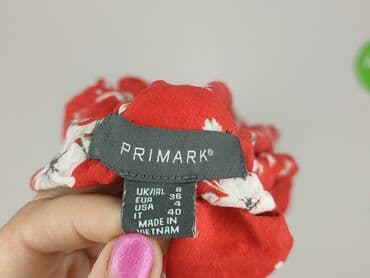 PRIMARK®
UK/IRL 8
EUR 36
USA 4
IT 40
MADE IN
VIETNAM